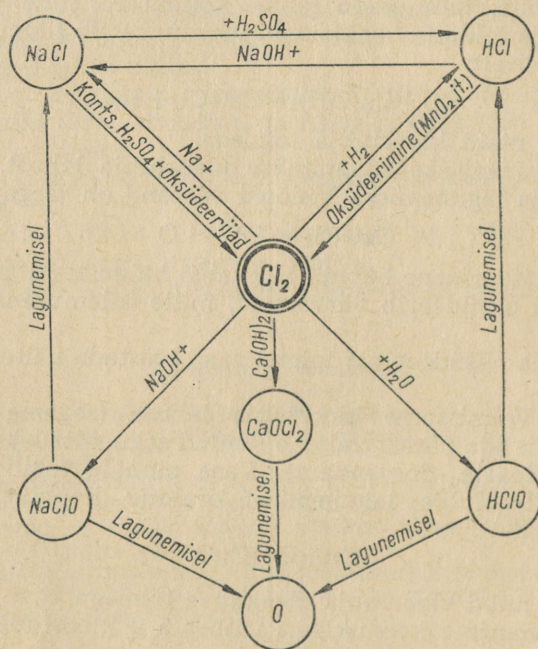 +H₂SO₄
NaCl
HCl
NaOH+
Konts. H₂SO₄+oksüdeerijad
Na+
+H₂
Oksüdeerimine (MnO₂ jt.)
Lagunemisel
Cl₂
Lagunemisel
NaOH+
Ca(OH)₂
+H₂O
CaOCl₂
NaClO
HClO
Lagunemisel
Lagunemisel
Lagunemisel
O